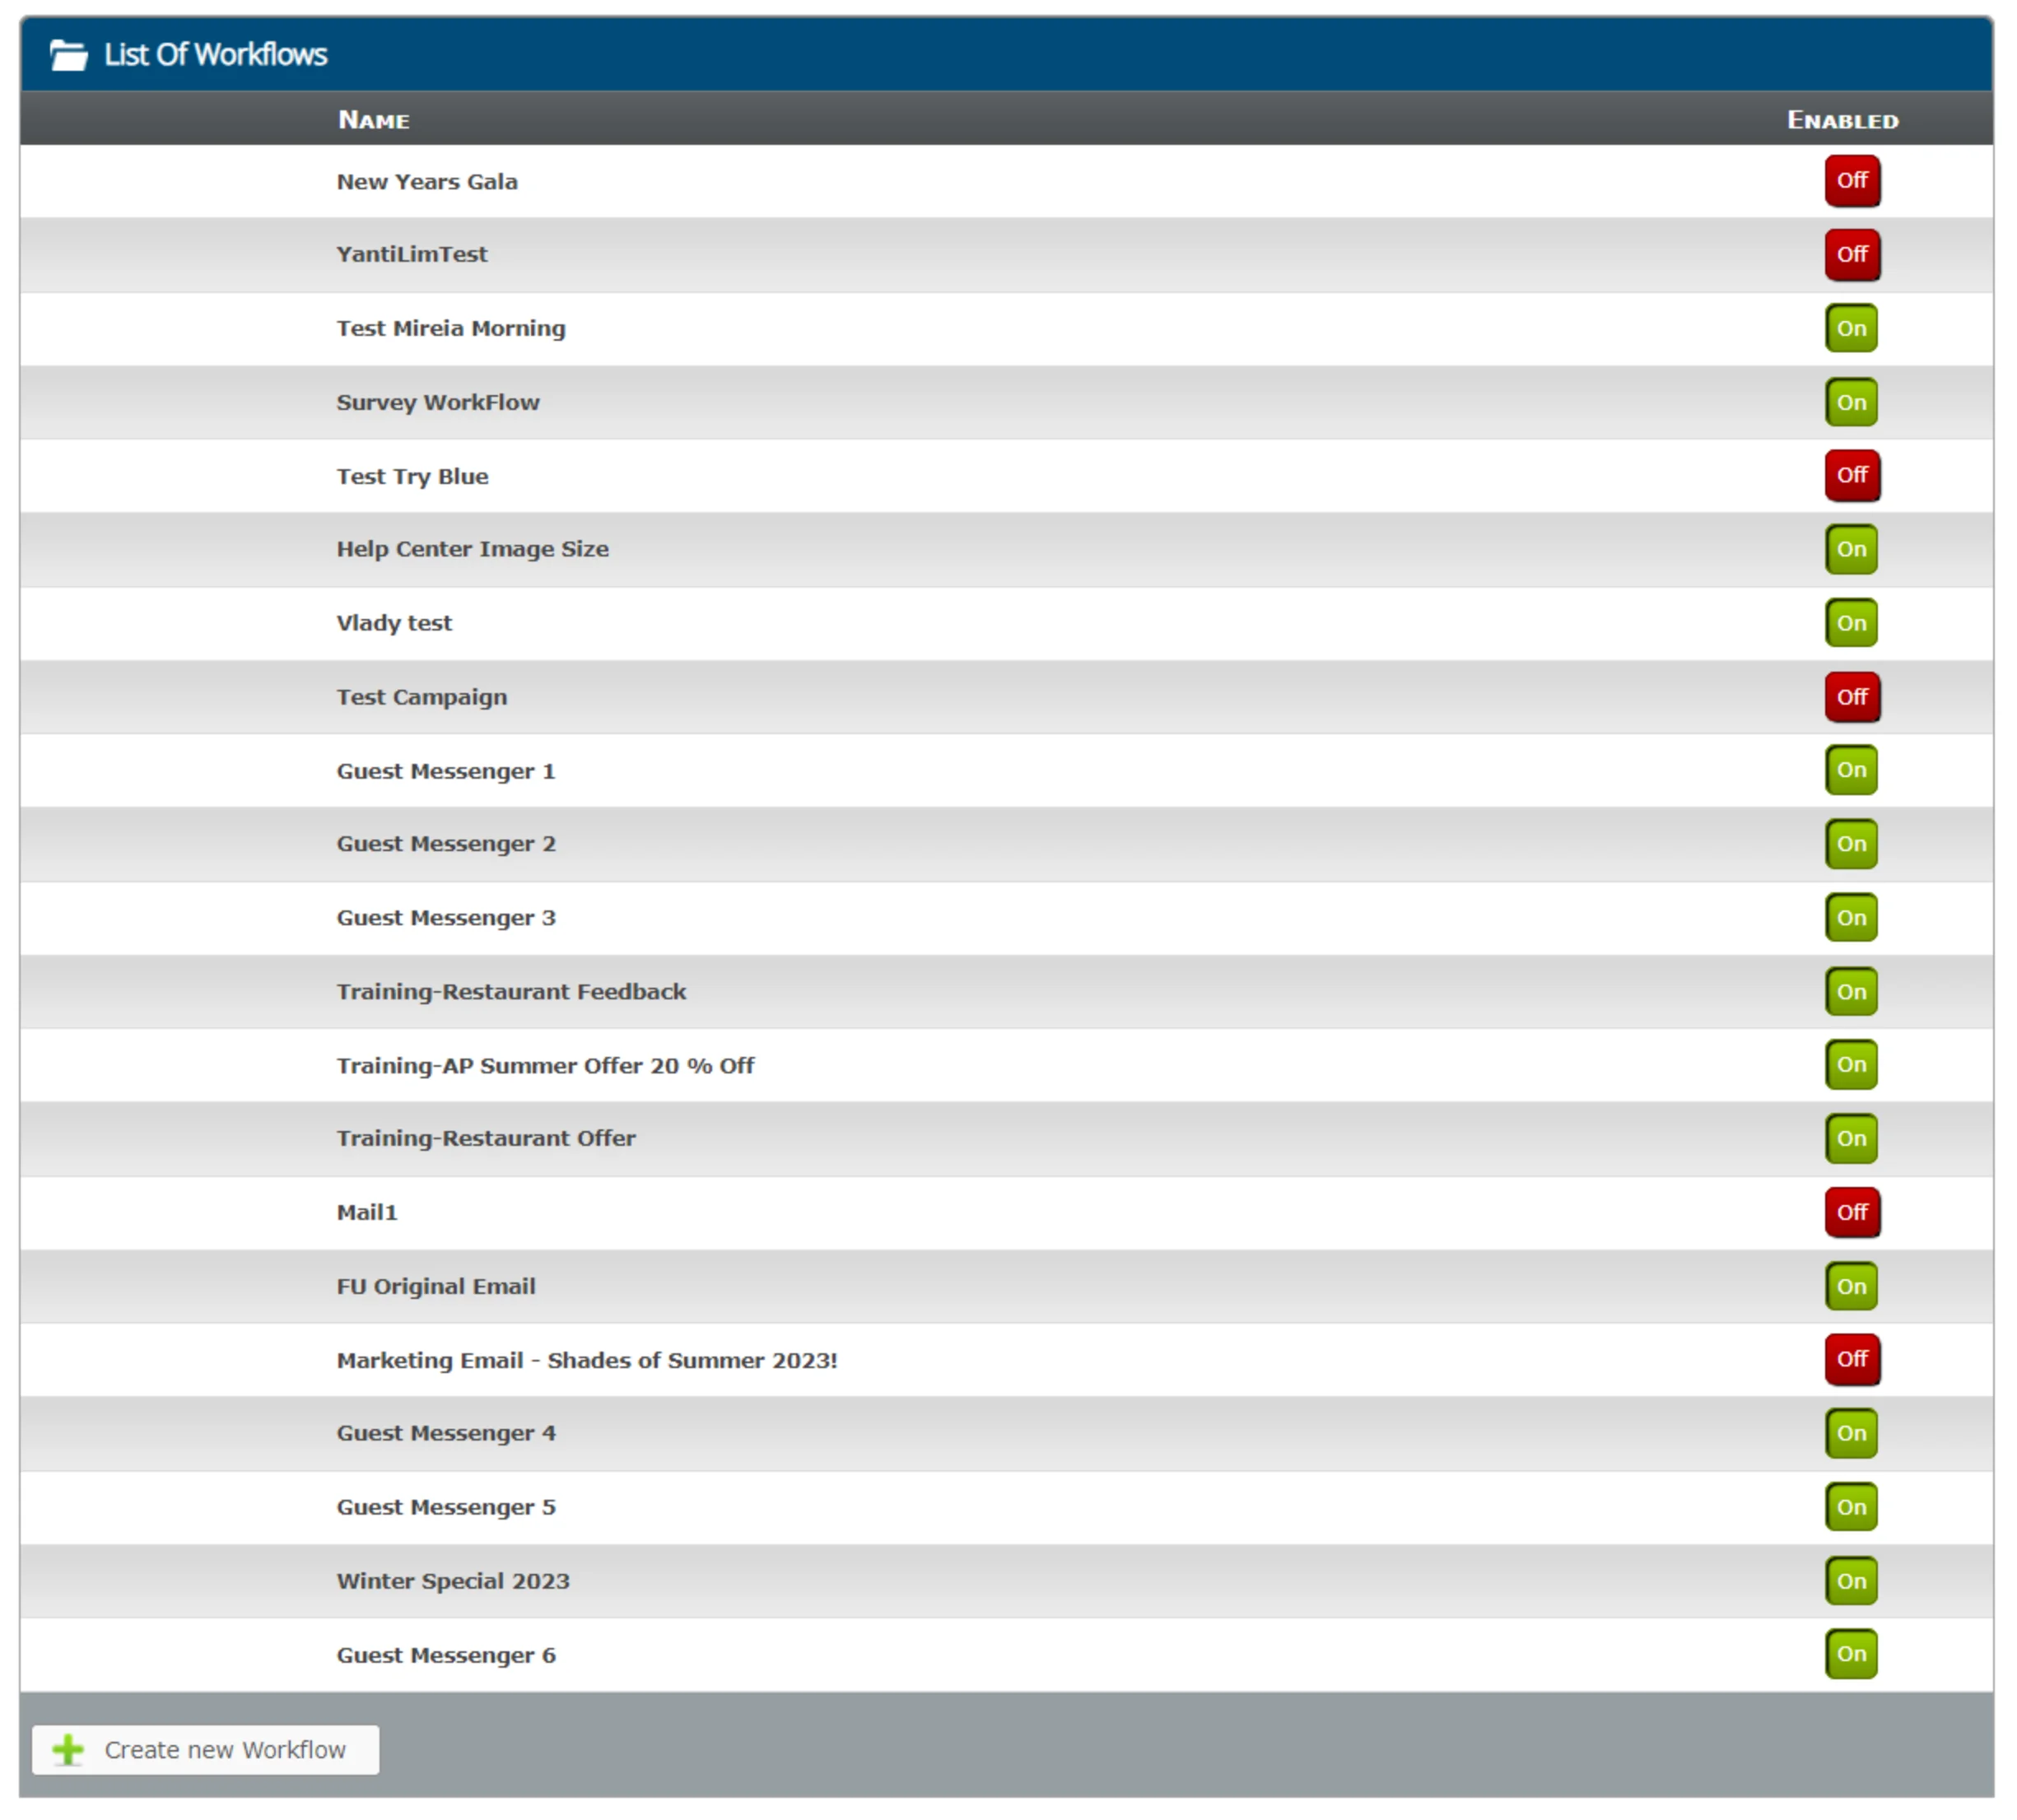 List Of Workflows
Name Enabled
New Years Gala Off
YantiLimTest Off
Test Mireia Morning On
Survey WorkFlow On
Test Try Blue Off
Help Center Image Size On
Vlady test On
Test Campaign Off
Guest Messenger 1 On
Guest Messenger 2 On
Guest Messenger 3 On
Training-Restaurant Feedback On
Training-AP Summer Offer 20 % Off On
Training-Restaurant Offer On
Mail1 Off
FU Original Email On
Marketing Email - Shades of Summer 2023! Off
Guest Messenger 4 On
Guest Messenger 5 On
Winter Special 2023 On
Guest Messenger 6 On
Create new Workflow